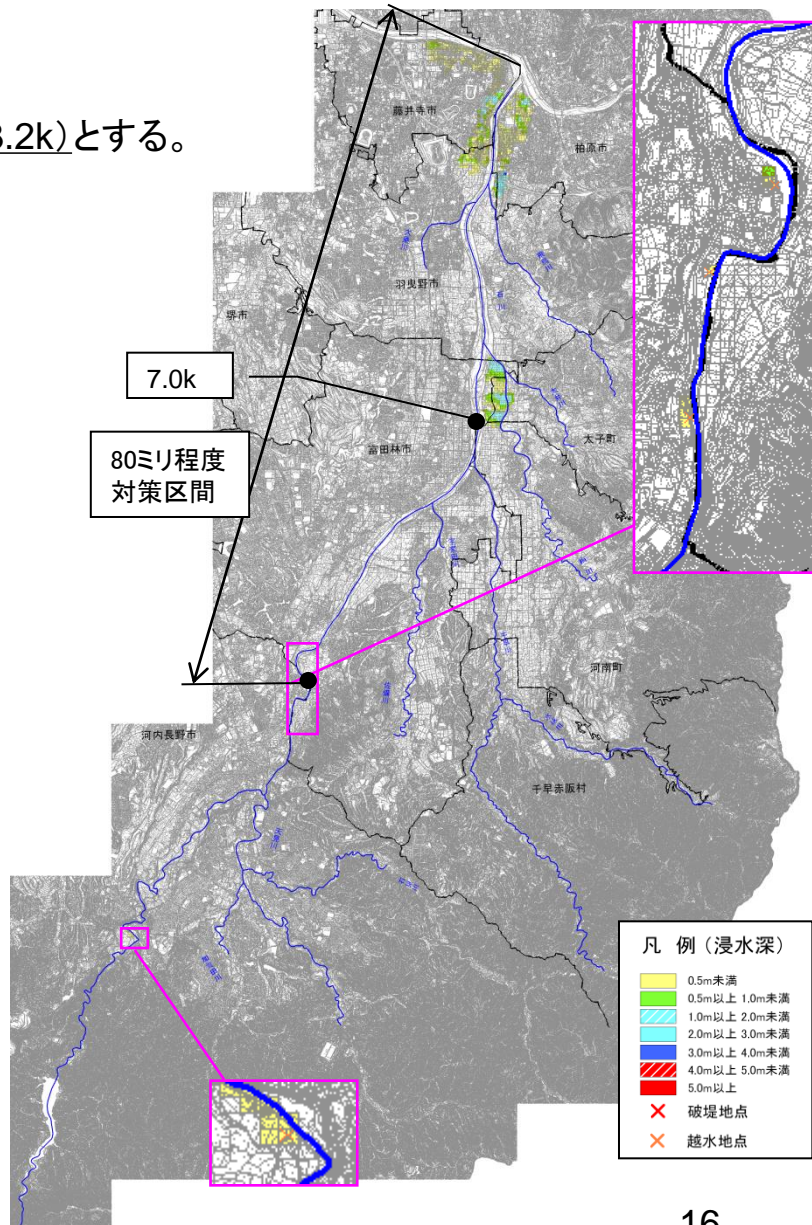 3.2k)とする。
藤井寺市
柏原市
羽曳野市
堺市
石川
7.0k
太子町
富田林市
80ミリ程度
対策区間
河南町
河内長野市
千早赤阪村
天見川
凡 例 (浸水深)
0.5m未満
0.5m以上 1.0m未満
1.0m以上 2.0m未満
2.0m以上 3.0m未満
3.0m以上 4.0m未満
4.0m以上 5.0m未満
5.0m以上
破堤地点
越水地点
16